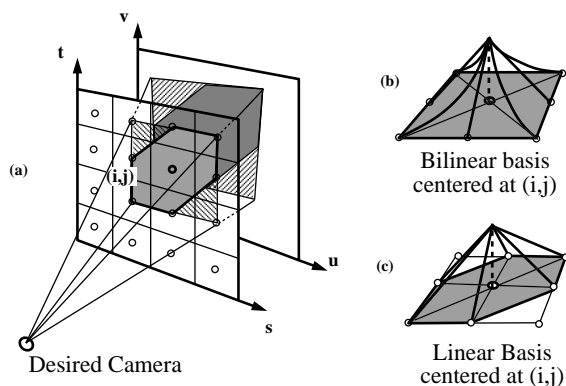 v
t
(a)
(i,j)
u
s
Desired Camera
(b)
Bilinear basis
centered at (i,j)
(c)
Linear Basis
centered at (i,j)